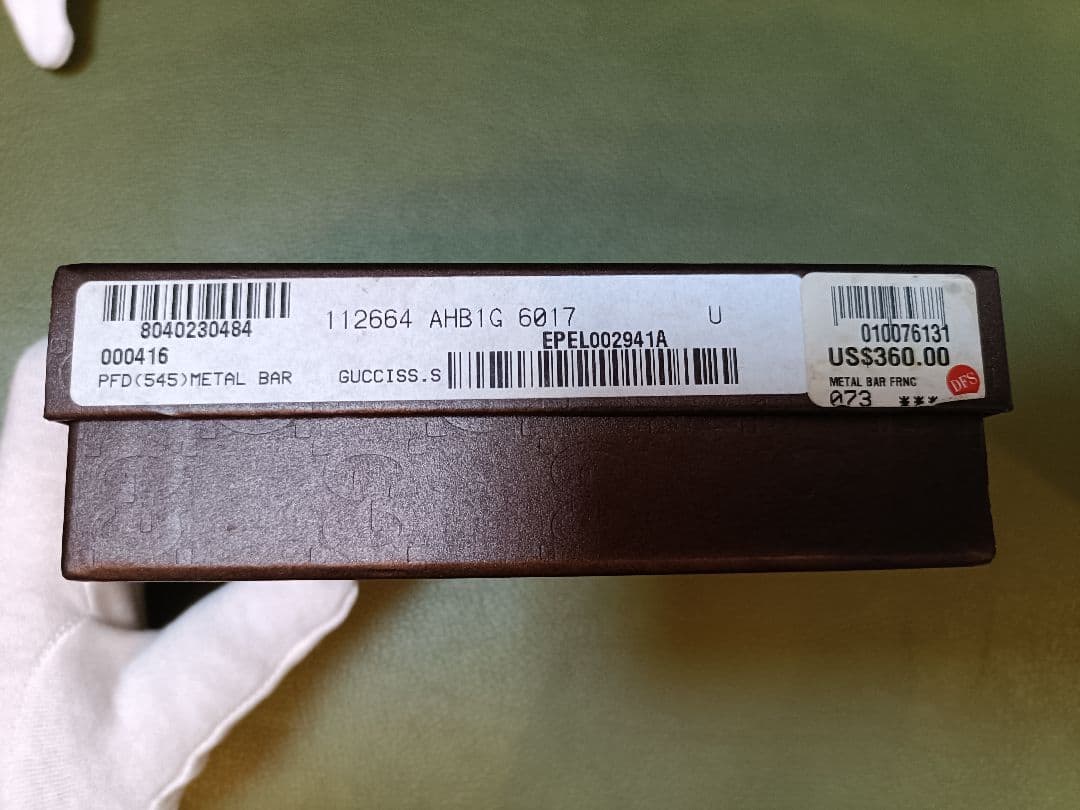 8040230484
112664 AHB1G 6017 U
EPEL002941A
000416
PFD(545)METAL BAR GUCCISS.S
010076131
US$360.00
METAL BAR FRNC
073 ***
DFS